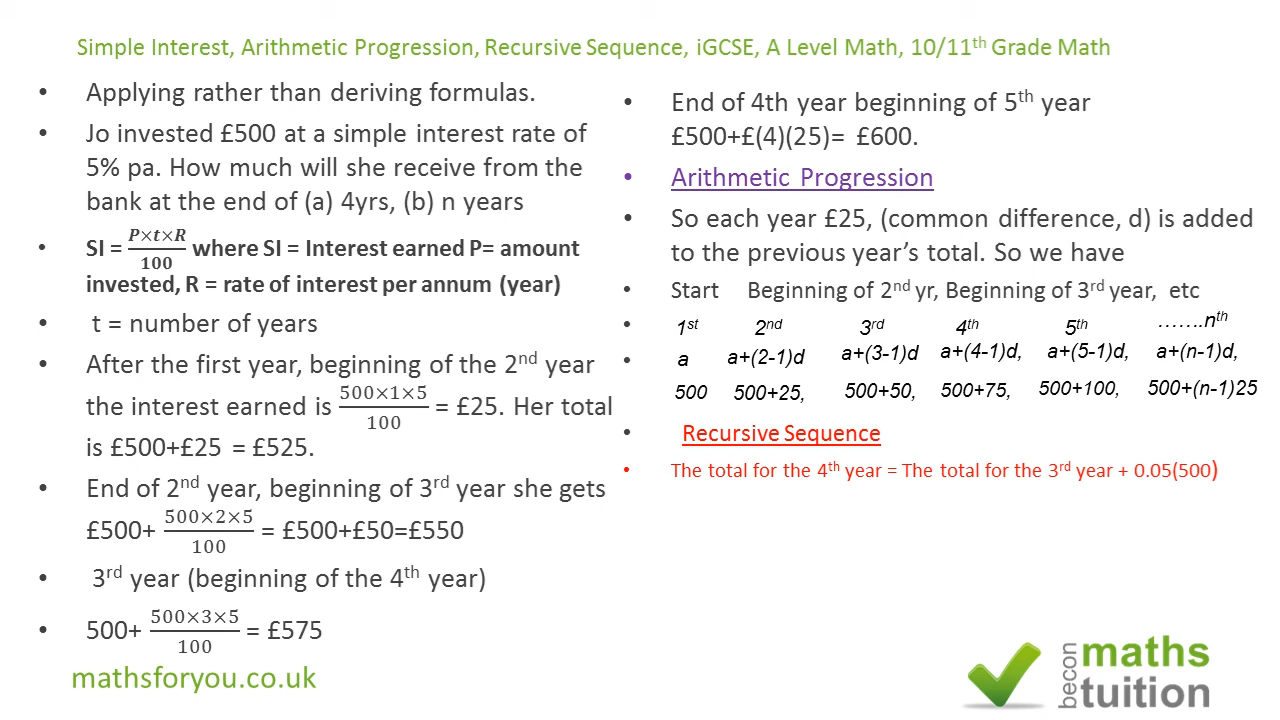 Simple Interest, Arithmetic Progression, Recursive Sequence, iGCSE, A Level Math, 10/11th Grade Math
• Applying rather than deriving formulas.
• Jo invested £500 at a simple interest rate of
5% pa. How much will she receive from the
bank at the end of (a) 4yrs, (b) n years
• SI = P×t×R/100 where SI = Interest earned P= amount
invested, R = rate of interest per annum (year)
• t = number of years
• After the first year, beginning of the 2nd year
the interest earned is 500×1×5/100 = £25. Her total
is £500+£25 = £525.
• End of 2nd year, beginning of 3rd year she gets
£500+ 500×2×5/100 = £500+£50=£550
• 3rd year (beginning of the 4th year)
• 500+ 500×3×5/100 = £575
mathsforyou.co.uk
• End of 4th year beginning of 5th year
£500+£(4)(25)= £600.
• Arithmetic Progression
• So each year £25, (common difference, d) is added
to the previous year’s total. So we have
• Start Beginning of 2nd yr, Beginning of 3rd year, etc
• 1st 2nd 3rd 4th 5th …….nth
• a a+(2-1)d a+(3-1)d a+(4-1)d, a+(5-1)d, a+(n-1)d,
500 500+25, 500+50, 500+75, 500+100, 500+(n-1)25
• Recursive Sequence
• The total for the 4th year = The total for the 3rd year + 0.05(500)
becon
maths
tuition